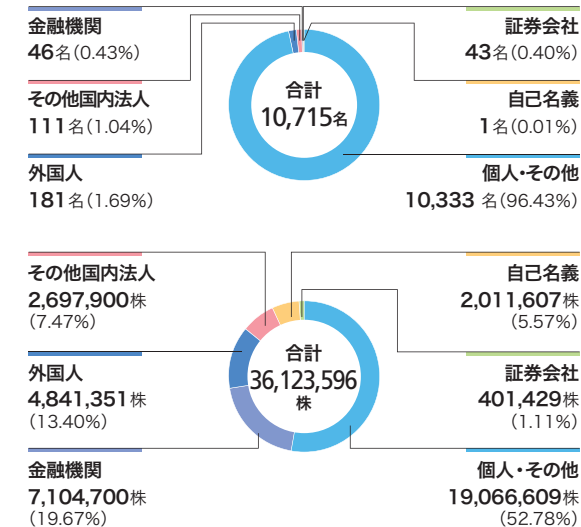 金融機関
46名(0.43%)
その他国内法人
111名(1.04%)
外国人
181名(1.69%)
合計
10,715名
証券会社
43名(0.40%)
自己名義
1名(0.01%)
個人・その他
10,333 名(96.43%)
その他国内法人
2,697,900株
(7.47%)
外国人
4,841,351株
(13.40%)
金融機関
7,104,700株
(19.67%)
合計
36,123,596
株
自己名義
2,011,607株
(5.57%)
証券会社
401,429株
(1.11%)
個人・その他
19,066,609株
(52.78%)